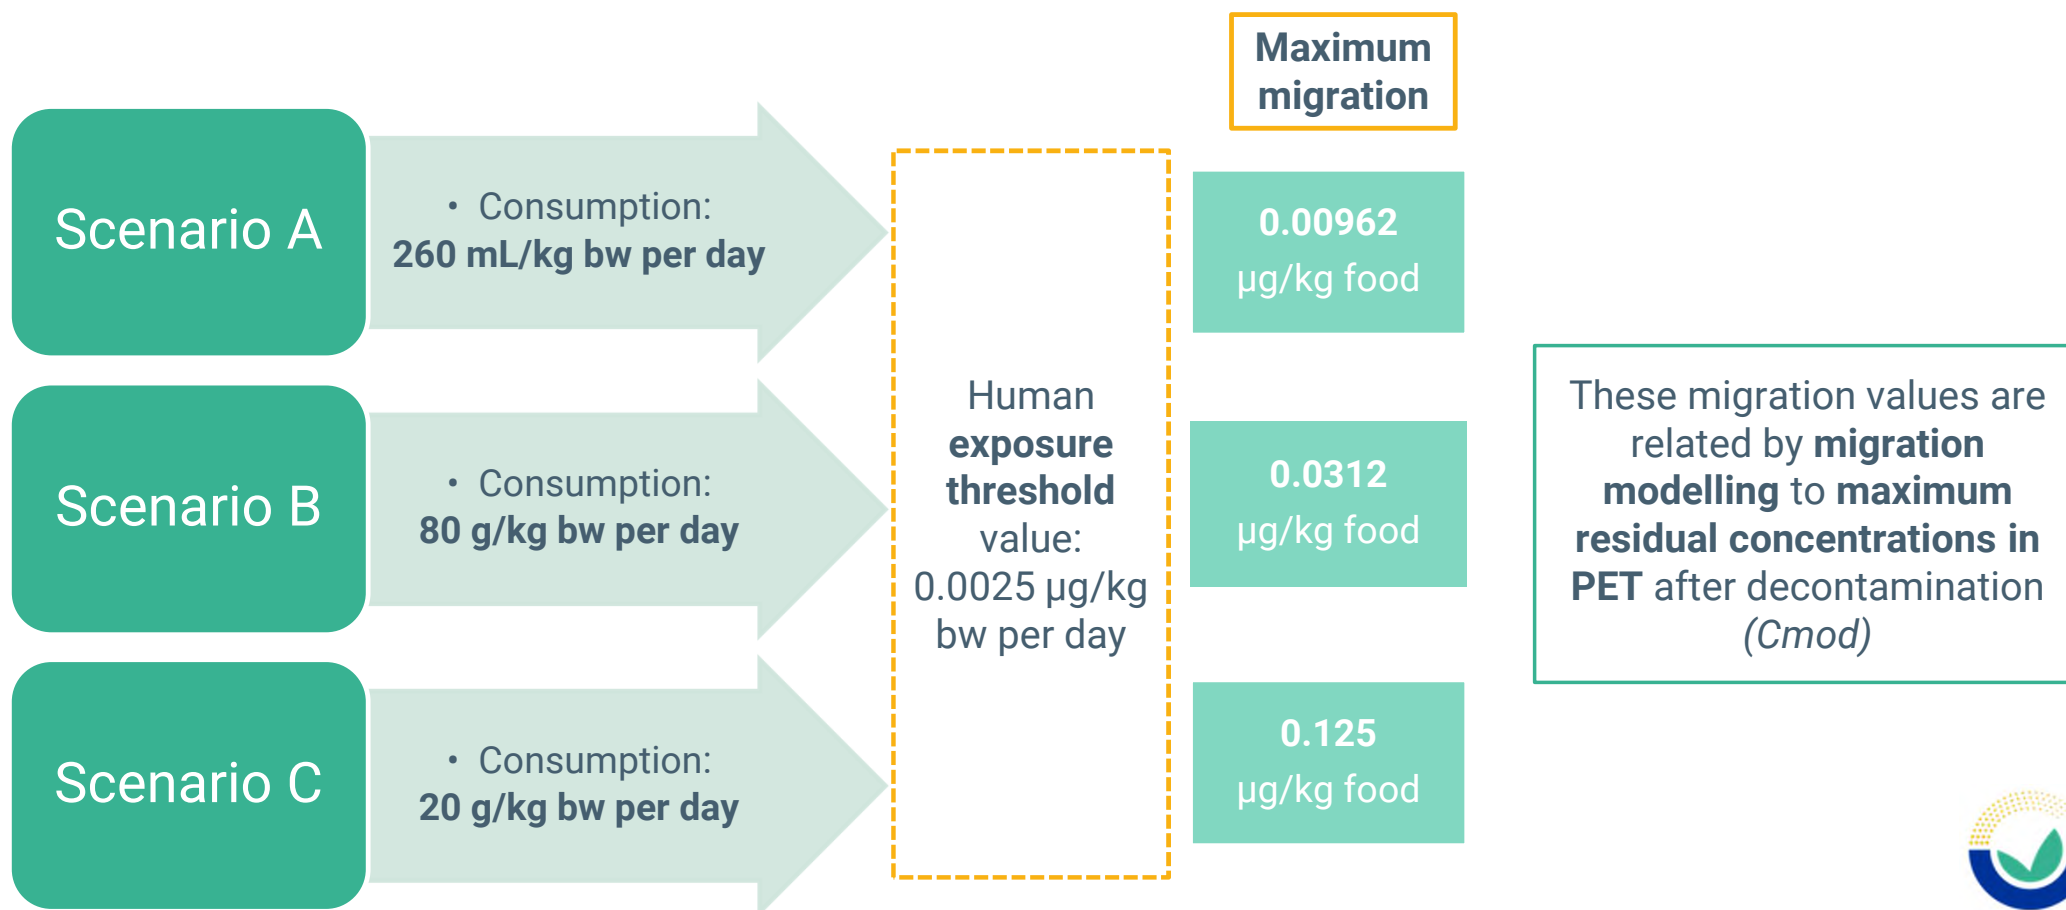 Maximum
migration
Scenario A
• Consumption:
260 mL/kg bw per day
0.00962
µg/kg food
Scenario B
• Consumption:
80 g/kg bw per day
Human
exposure
threshold
value:
0.0025 µg/kg
bw per day
0.0312
µg/kg food
These migration values are
related by migration
modelling to maximum
residual concentrations in
PET after decontamination
(Cmod)
Scenario C
• Consumption:
20 g/kg bw per day
0.125
µg/kg food